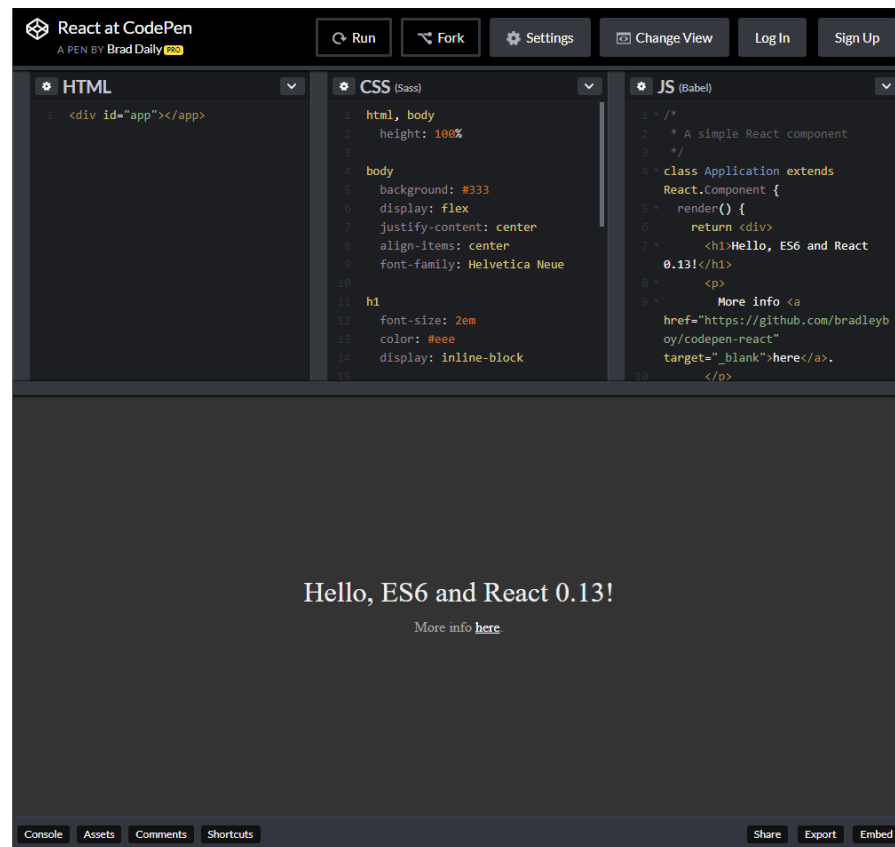 React at CodePen
A PEN BY Brad Daily PRO
Run
Fork
Settings
Change View
Log In
Sign Up
HTML
1 <div id="app"></app>
CSS (Sass)
1 html, body
2 height: 100%
3
4 body
5 background: #333
6 display: flex
7 justify-content: center
8 align-items: center
9 font-family: Helvetica Neue
10
11 h1
12 font-size: 2em
13 color: #eee
14 display: inline-block
15
JS (Babel)
1 /*
2 * A simple React component
3 */
4 class Application extends
React.Component {
5 render() {
6 return <div>
7 <h1>Hello, ES6 and React
0.13!</h1>
8 <p>
9 More info <a
href="https://github.com/bradleyb
oy/codepen-react"
target="_blank">here</a>.
10 </p>
Hello, ES6 and React 0.13!
More info here.
Console
Assets
Comments
Shortcuts
Share
Export
Embed